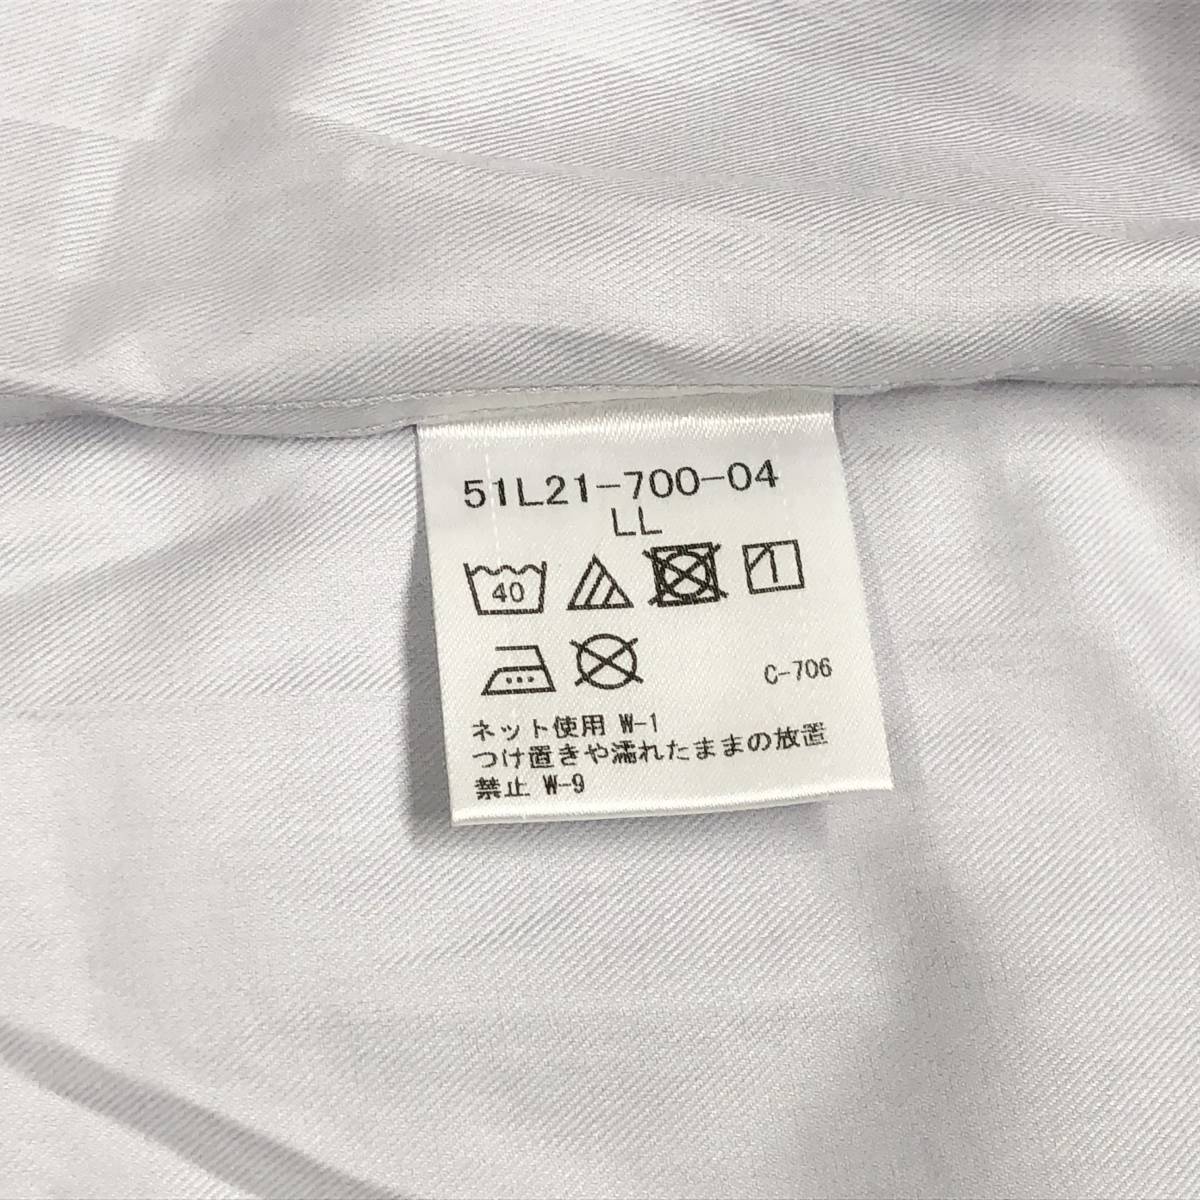 51L21-700-04
LL
40
C-706
ネット使用 W-1
つけ置きや濡れたままの放置
禁止 W-9